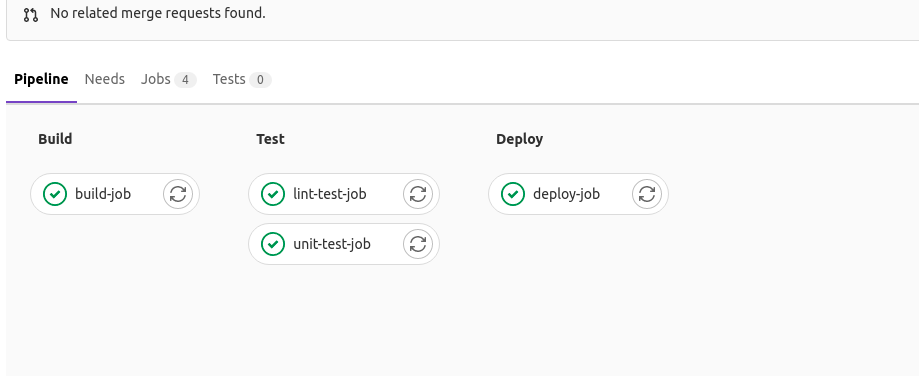 No related merge requests found.
Pipeline Needs Jobs 4 Tests 0
Build Test Deploy
build-job lint-test-job deploy-job
unit-test-job